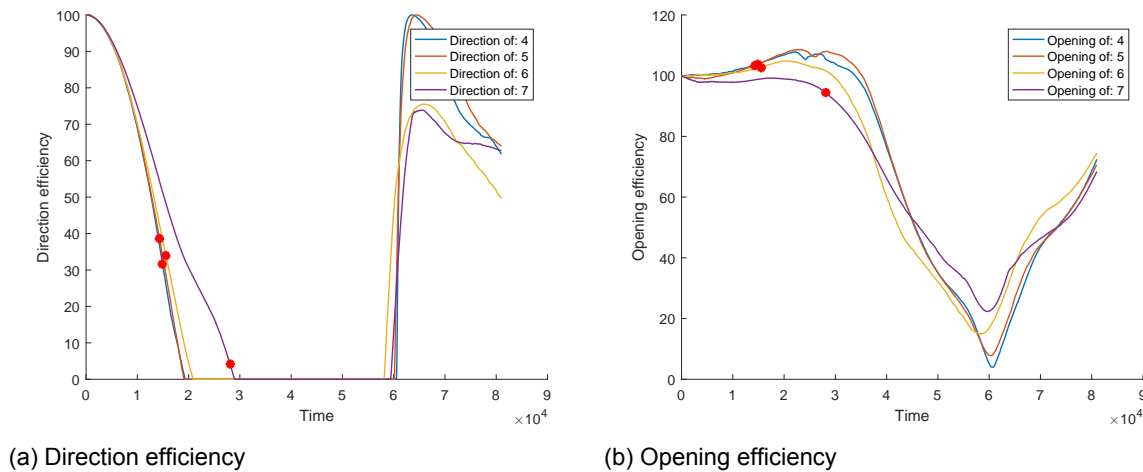 100
90
80
70
60
50
40
30
20
10
0
Direction efficiency
0 1 2 3 4 5 6 7 8 9
Time
×10^4
Direction of: 4
Direction of: 5
Direction of: 6
Direction of: 7
(a) Direction efficiency
120
100
80
60
40
20
0
Opening efficiency
0 1 2 3 4 5 6 7 8 9
Time
×10^4
Opening of: 4
Opening of: 5
Opening of: 6
Opening of: 7
(b) Opening efficiency